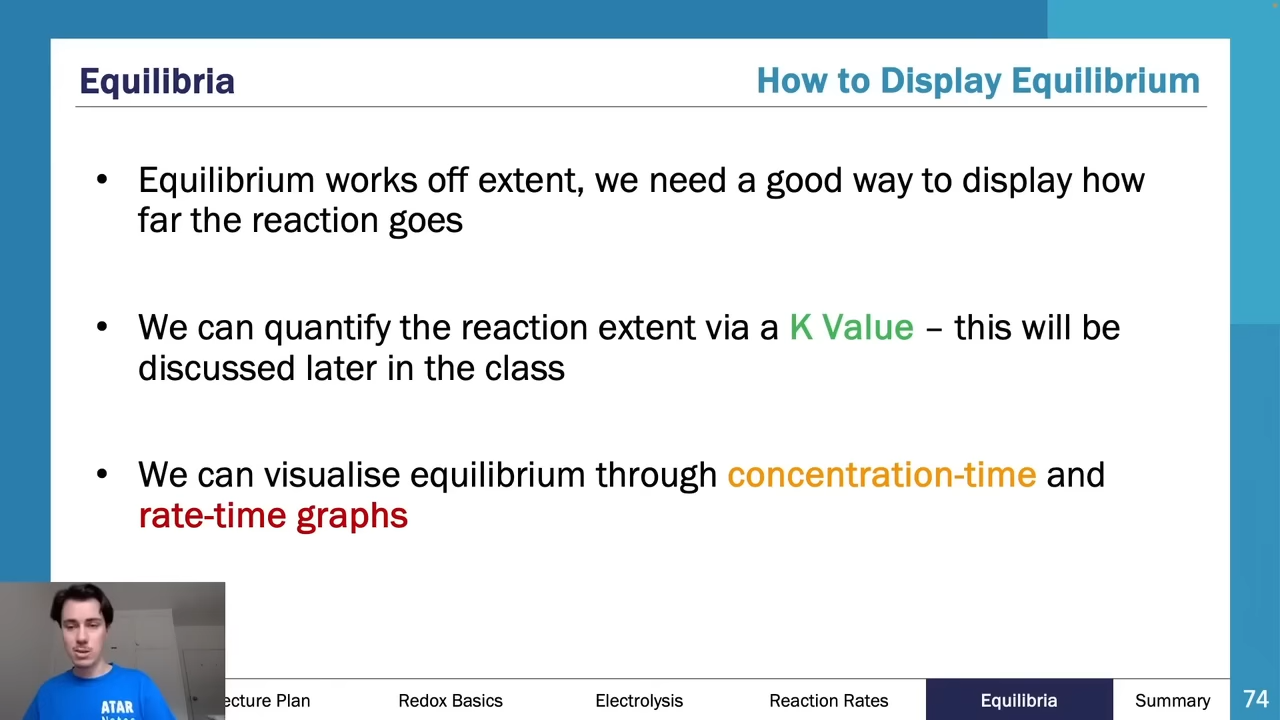 Equilibria
How to Display Equilibrium
• Equilibrium works off extent, we need a good way to display how
far the reaction goes
• We can quantify the reaction extent via a K Value – this will be
discussed later in the class
• We can visualise equilibrium through concentration-time and
rate-time graphs
ATAR
Notes
ecture Plan
Redox Basics
Electrolysis
Reaction Rates
Equilibria
Summary
74